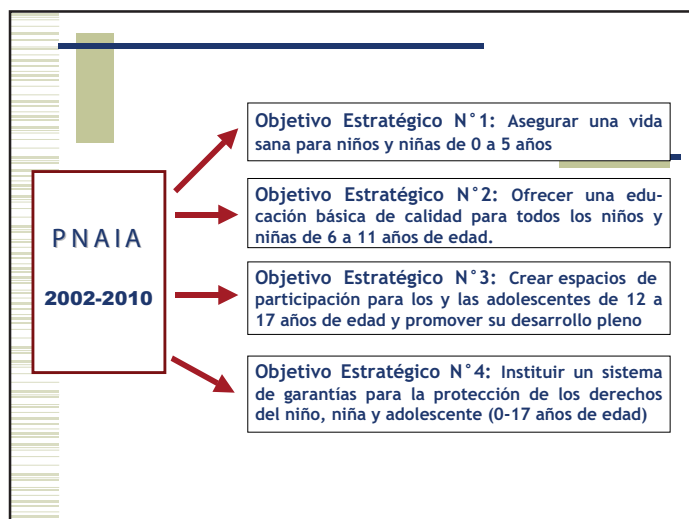 Objetivo Estratégico N°1: Asegurar una vida
sana para niños y niñas de 0 a 5 años
PNAIA
2002-2010
Objetivo Estratégico N°2: Ofrecer una edu-
cación básica de calidad para todos los niños y
niñas de 6 a 11 años de edad.
Objetivo Estratégico N°3: Crear espacios de
participación para los y las adolescentes de 12 a
17 años de edad y promover su desarrollo pleno
Objetivo Estratégico N°4: Instituir un sistema
de garantías para la protección de los derechos
del niño, niña y adolescente (0-17 años de edad)